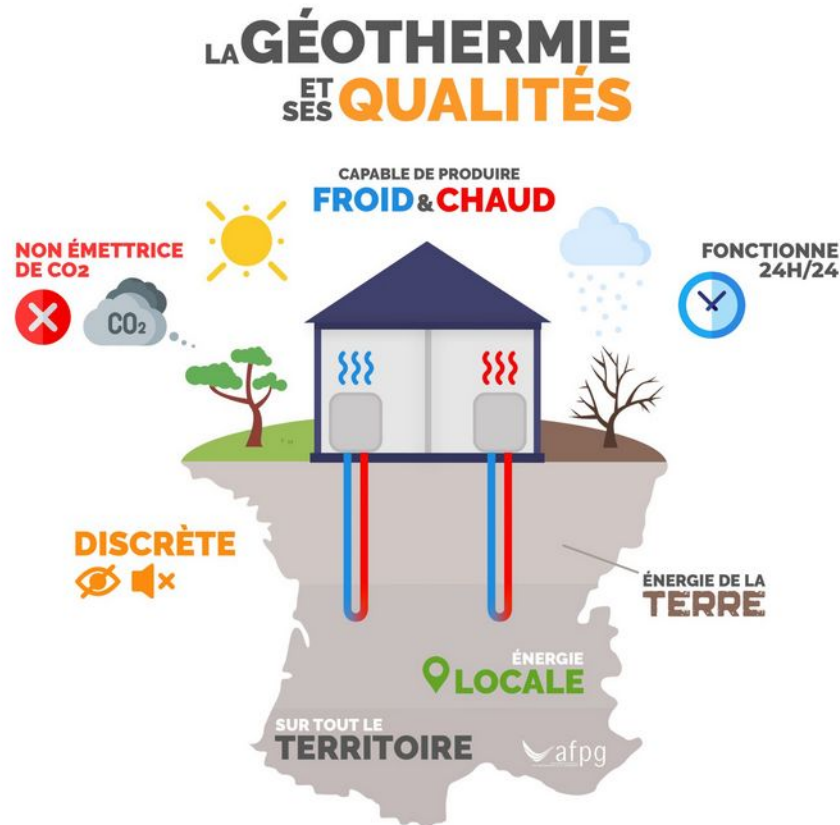 LA GÉOTHERMIE
ET
SES QUALITÉS
CAPABLE DE PRODUIRE
FROID & CHAUD
NON ÉMETTRICE
DE CO2
CO₂
FONCTIONNE
24H/24
DISCRÈTE
ÉNERGIE DE LA
TERRE
ÉNERGIE
LOCALE
SUR TOUT LE
TERRITOIRE
afpg